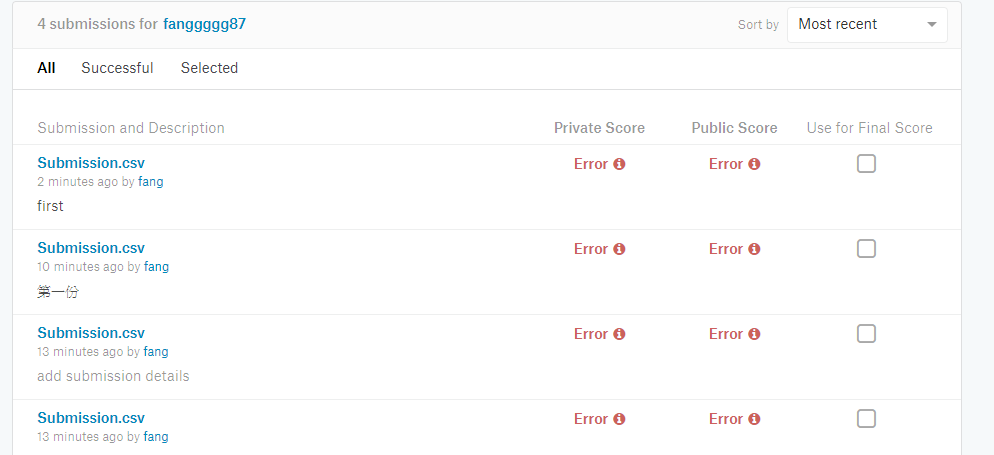 4 submissions for fanggggg87
Sort by Most recent
All Successful Selected
Submission and Description Private Score Public Score Use for Final Score
Submission.csv Error Error
2 minutes ago by fang
first
Submission.csv Error Error
10 minutes ago by fang
第一份
Submission.csv Error Error
13 minutes ago by fang
add submission details
Submission.csv Error Error
13 minutes ago by fang